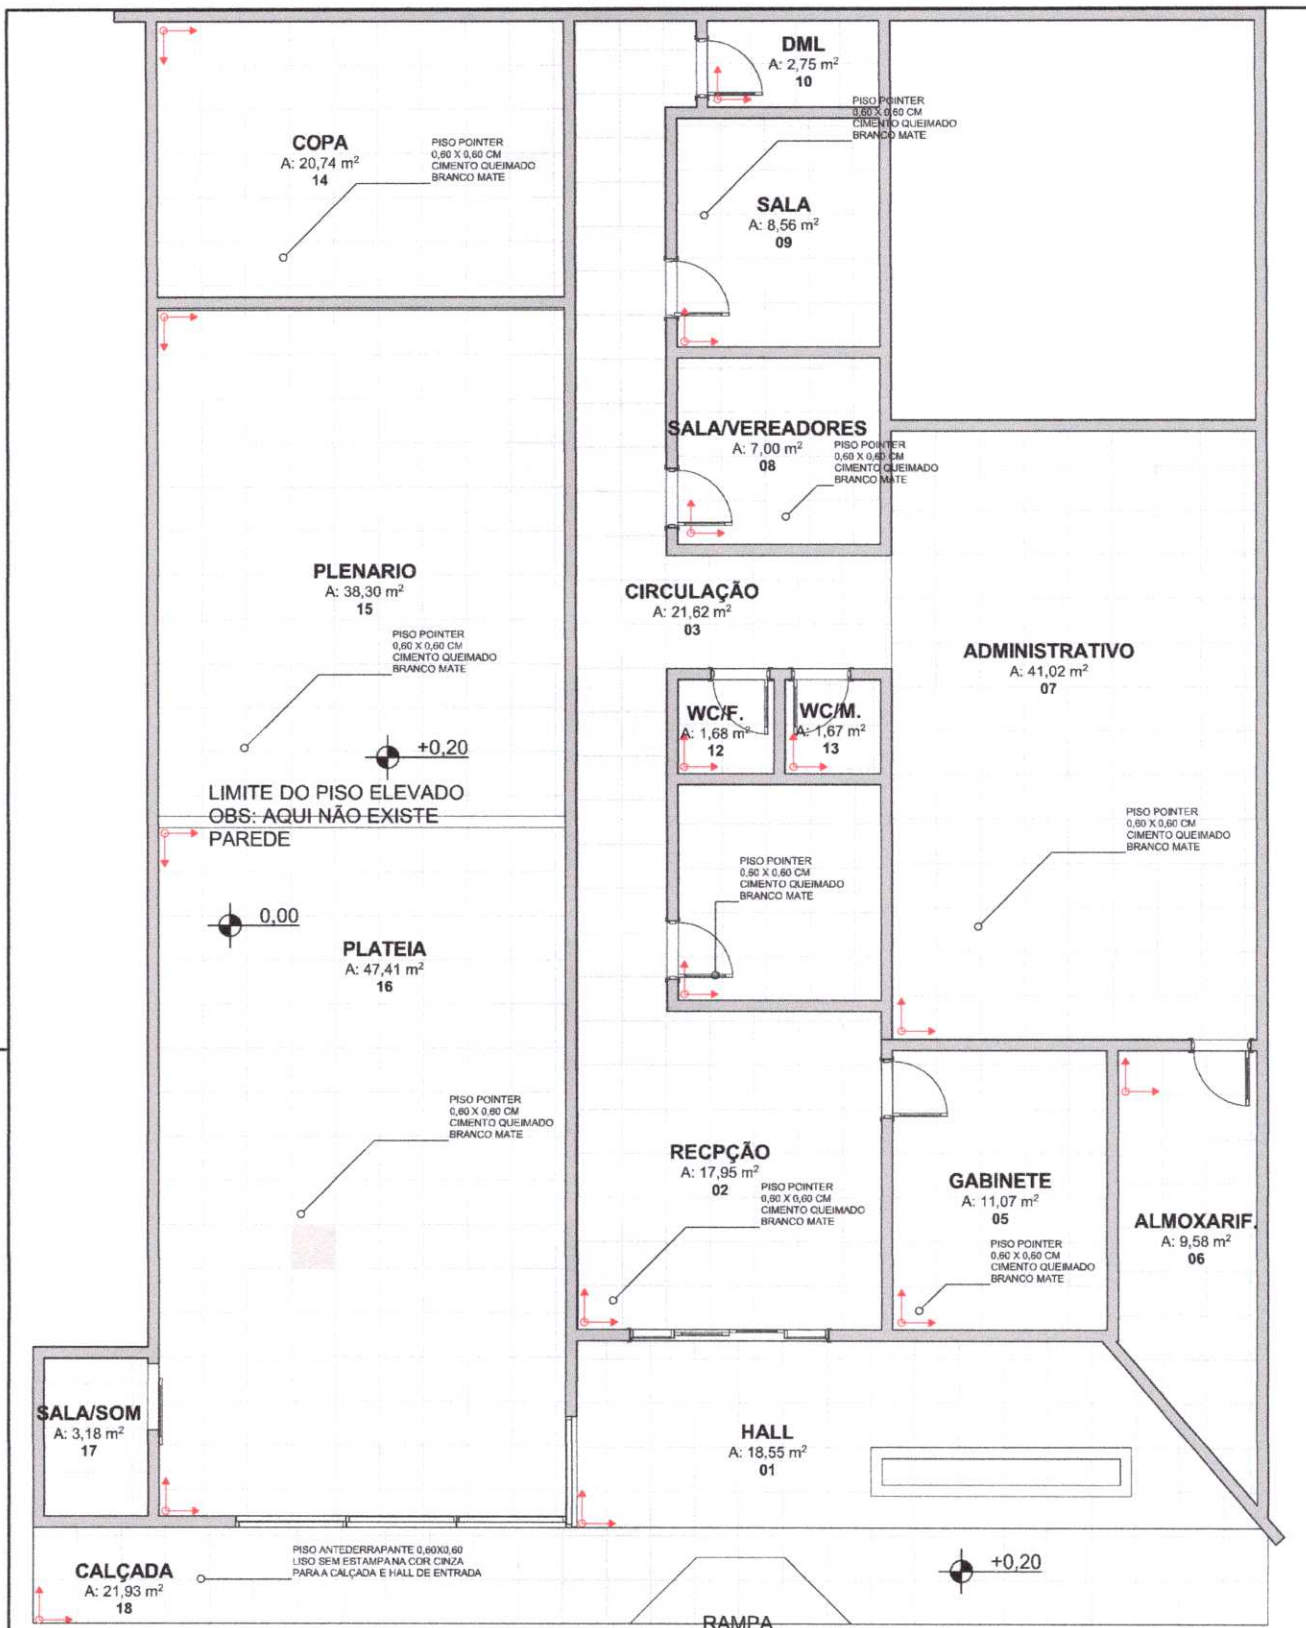 DML
A: 2,75 m²
10
PISO POINTER
0,60 X 0,60 CM
CIMENTO QUEIMADO
BRANCO MATE
COPA
A: 20,74 m²
14
PISO POINTER
0,60 X 0,60 CM
CIMENTO QUEIMADO
BRANCO MATE
SALA
A: 8,56 m²
09
SALA/VEREADORES
A: 7,00 m²
08
PISO POINTER
0,60 X 0,60 CM
CIMENTO QUEIMADO
BRANCO MATE
PLENARIO
A: 38,30 m²
15
PISO POINTER
0,60 X 0,60 CM
CIMENTO QUEIMADO
BRANCO MATE
CIRCULAÇÃO
A: 21,62 m²
03
ADMINISTRATIVO
A: 41,02 m²
07
WC/F.
A: 1,68 m²
12
WC/M.
A: 1,67 m²
13
+0,20
LIMITE DO PISO ELEVADO
OBS: AQUI NÃO EXISTE
PAREDE
PISO POINTER
0,60 X 0,60 CM
CIMENTO QUEIMADO
BRANCO MATE
PISO POINTER
0,60 X 0,60 CM
CIMENTO QUEIMADO
BRANCO MATE
0,00
PLATEIA
A: 47,41 m²
16
PISO POINTER
0,60 X 0,60 CM
CIMENTO QUEIMADO
BRANCO MATE
RECPÇÃO
A: 17,95 m²
02
PISO POINTER
0,60 X 0,60 CM
CIMENTO QUEIMADO
BRANCO MATE
GABINETE
A: 11,07 m²
05
PISO POINTER
0,60 X 0,60 CM
CIMENTO QUEIMADO
BRANCO MATE
ALMOXARIF.
A: 9,58 m²
06
SALA/SOM
A: 3,18 m²
17
HALL
A: 18,55 m²
01
CALÇADA
A: 21,93 m²
18
PISO ANTEDERRAPANTE 0,60X0,60
LISO SEM ESTAMPA NA COR CINZA
PARA A CALÇADA E HALL DE ENTRADA
+0,20
RAMPA